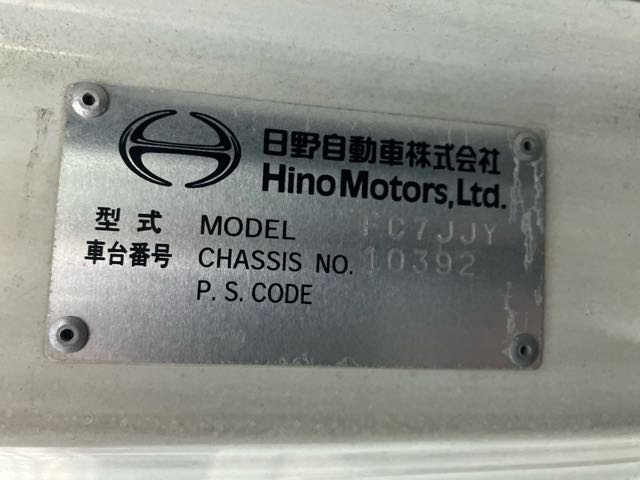 日野自動車株式会社
Hino Motors, Ltd.
型式 MODEL FC7JJY
車台番号 CHASSIS NO. 10392
P. S. CODE